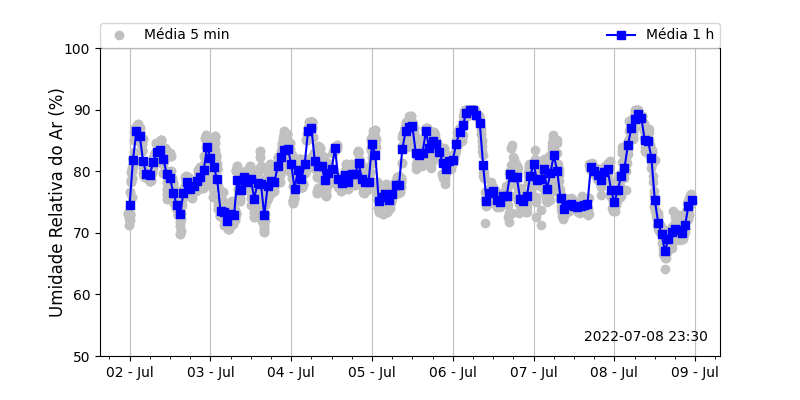 Média 5 min Média 1 h
Umidade Relativa do Ar (%)
100
90
80
70
60
50
2022-07-08 23:30
02 - Jul 03 - Jul 04 - Jul 05 - Jul 06 - Jul 07 - Jul 08 - Jul 09 - Jul